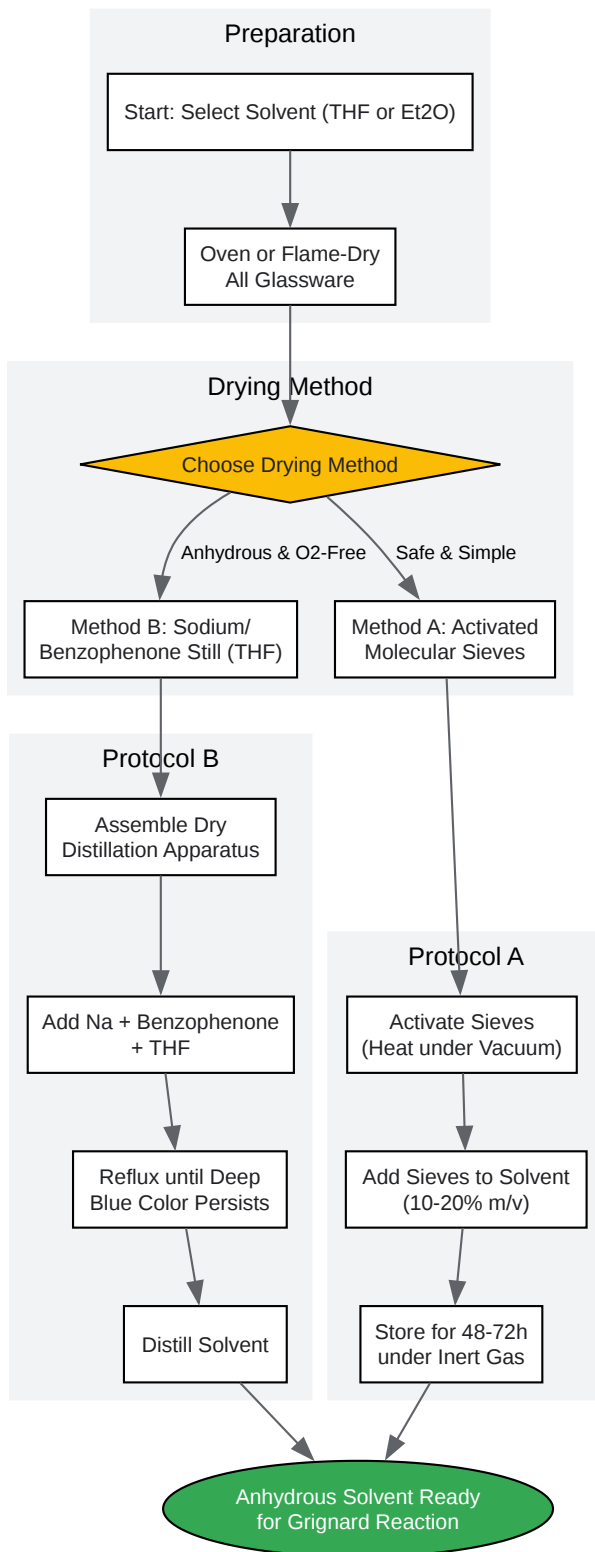 Preparation
Start: Select Solvent (THF or Et2O)
Oven or Flame-Dry
All Glassware
Drying Method
Choose Drying Method
Anhydrous & O2-Free
Safe & Simple
Method B: Sodium/
Benzophenone Still (THF)
Method A: Activated
Molecular Sieves
Protocol B
Assemble Dry
Distillation Apparatus
Add Na + Benzophenone
+ THF
Reflux until Deep
Blue Color Persists
Distill Solvent
Protocol A
Activate Sieves
(Heat under Vacuum)
Add Sieves to Solvent
(10-20% m/v)
Store for 48-72h
under Inert Gas
Anhydrous Solvent Ready
for Grignard Reaction